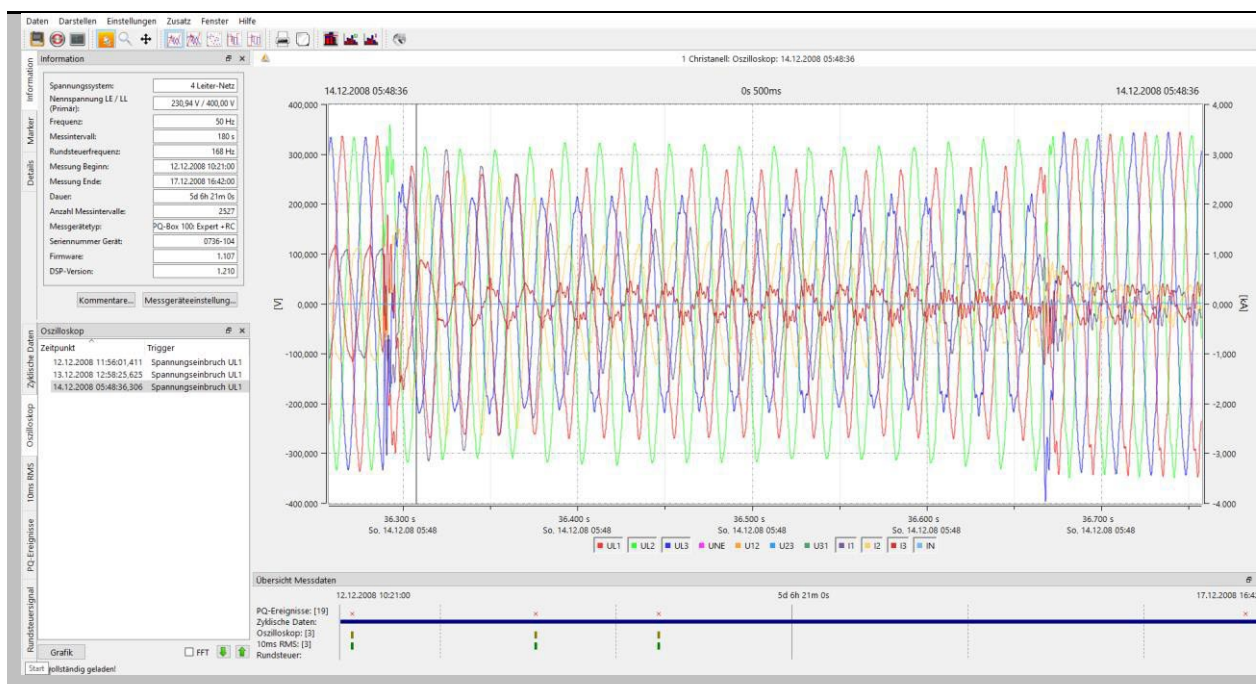 Daten Darstellen Einstellungen Zusatz Fenster Hilfe
Information
Marker
Details
Information
Spannungssystem: 4 Leiter-Netz
Nennspannung LE / LL (Primär): 230,94 V / 400,00 V
Frequenz: 50 Hz
Messintervall: 180 s
Rundsteuerfrequenz: 168 Hz
Messung Beginn: 12.12.2008 10:21:00
Messung Ende: 17.12.2008 16:42:00
Dauer: 5d 6h 21m 0s
Anzahl Messintervalle: 2527
Messgerätetyp: PQ-Box 100: Expert +RC
Seriennummer Gerät: 0736-104
Firmware: 1.107
DSP-Version: 1.210
Kommentare... Messgeräteeinstellung...
Zyklische Daten
Oszilloskop
10ms RMS
PQ-Ereignisse
Rundsteuersignal
Oszilloskop
Zeitpunkt Trigger
12.12.2008 11:56:01,411 Spannungseinbruch UL1
13.12.2008 12:58:25,625 Spannungseinbruch UL1
14.12.2008 05:48:36,306 Spannungseinbruch UL1
Grafik FFT
Start vollständig geladen!
1 Christanell: Oszilloskop: 14.12.2008 05:48:36
14.12.2008 05:48:36 0s 500ms 14.12.2008 05:48:36
400,000 4,000
300,000 3,000
200,000 2,000
100,000 1,000
[V] 0,000 0,000 [kA]
-100,000 -1,000
-200,000 -2,000
-300,000 -3,000
-400,000 -4,000
36.300 s 36.400 s 36.500 s 36.600 s 36.700 s
So. 14.12.08 05:48 So. 14.12.08 05:48 So. 14.12.08 05:48 So. 14.12.08 05:48 So. 14.12.08 05:48
UL1 UL2 UL3 UNE U12 U23 U31 I1 I2 I3 IN
Übersicht Messdaten
12.12.2008 10:21:00 5d 6h 21m 0s 17.12.2008 16:42
PQ-Ereignisse: [19]
Zyklische Daten:
Oszilloskop: [3]
10ms RMS: [3]
Rundsteuer: